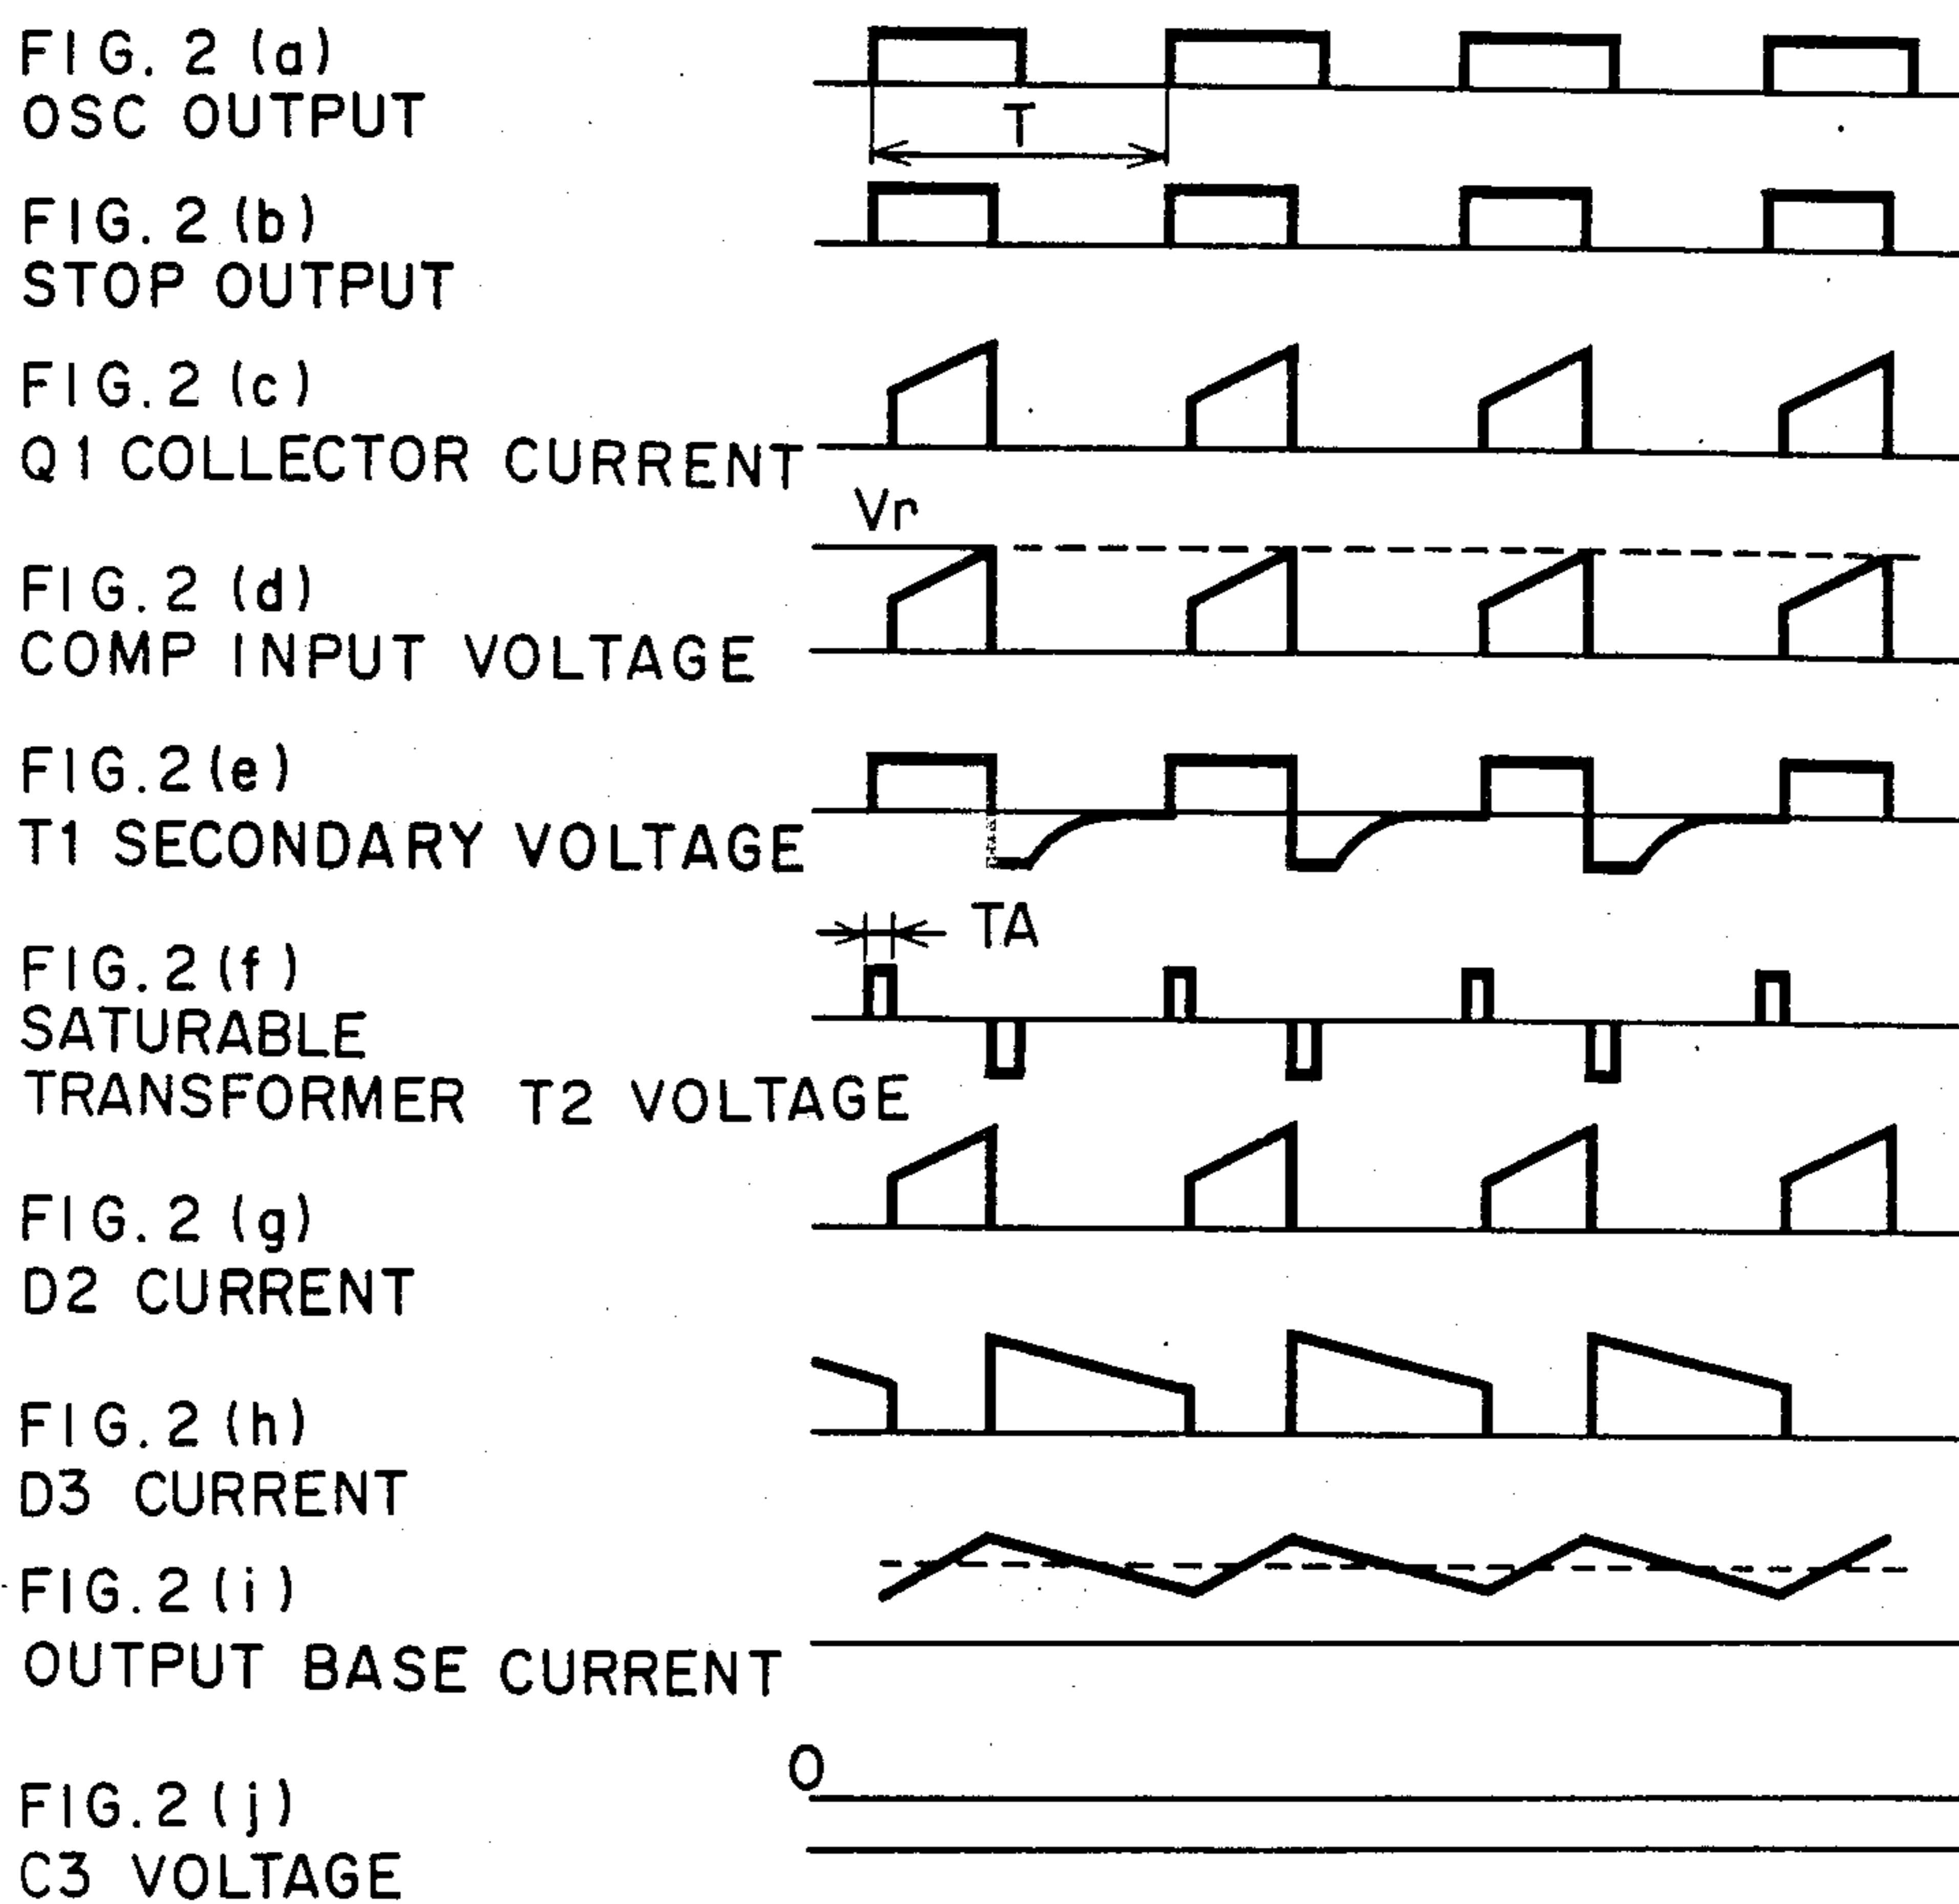 FIG. 2 (a)
OSC OUTPUT
T
FIG. 2 (b)
STOP OUTPUT
FIG. 2 (c)
Q1 COLLECTOR CURRENT
Vr
FIG. 2 (d)
COMP INPUT VOLTAGE
FIG. 2 (e)
T1 SECONDARY VOLTAGE
TA
FIG. 2 (f)
SATURABLE
TRANSFORMER T2 VOLTAGE
FIG. 2 (g)
D2 CURRENT
FIG. 2 (h)
D3 CURRENT
FIG. 2 (i)
OUTPUT BASE CURRENT
0
FIG. 2 (j)
C3 VOLTAGE